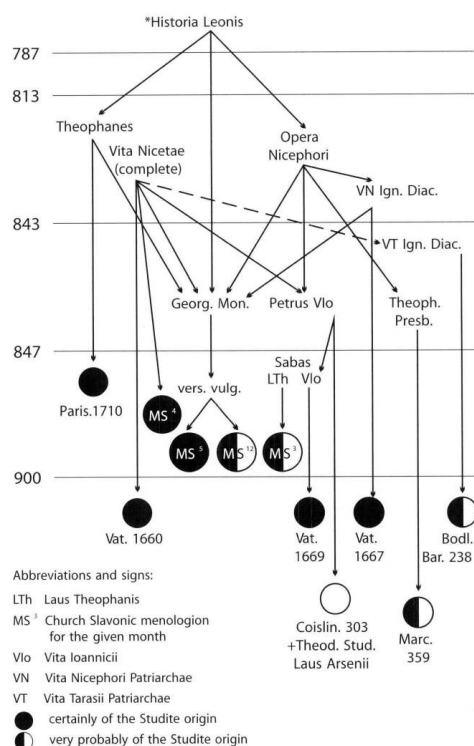 *Historia Leonis
787
813
Theophanes
Opera
Nicephori
Vita Nicetae
(complete)
VN Ign. Diac.
843
VT Ign. Diac.
Georg. Mon.
Petrus VIo
Theoph.
Presb.
847
Sabas
LTh VIo
vers. vulg.
Paris.1710
MS 4
MS 5
MS 12
MS 3
900
Vat. 1660
Vat.
1669
Vat.
1667
Bodl.
Bar. 238
Abbreviations and signs:
LTh Laus Theophanis
MS 3 Church Slavonic menologion
for the given month
VIo Vita Ioannicii
VN Vita Nicephori Patriarchae
VT Vita Tarasii Patriarchae
certainly of the Studite origin
very probably of the Studite origin
Coislin. 303
+Theod. Stud.
Laus Arsenii
Marc.
359